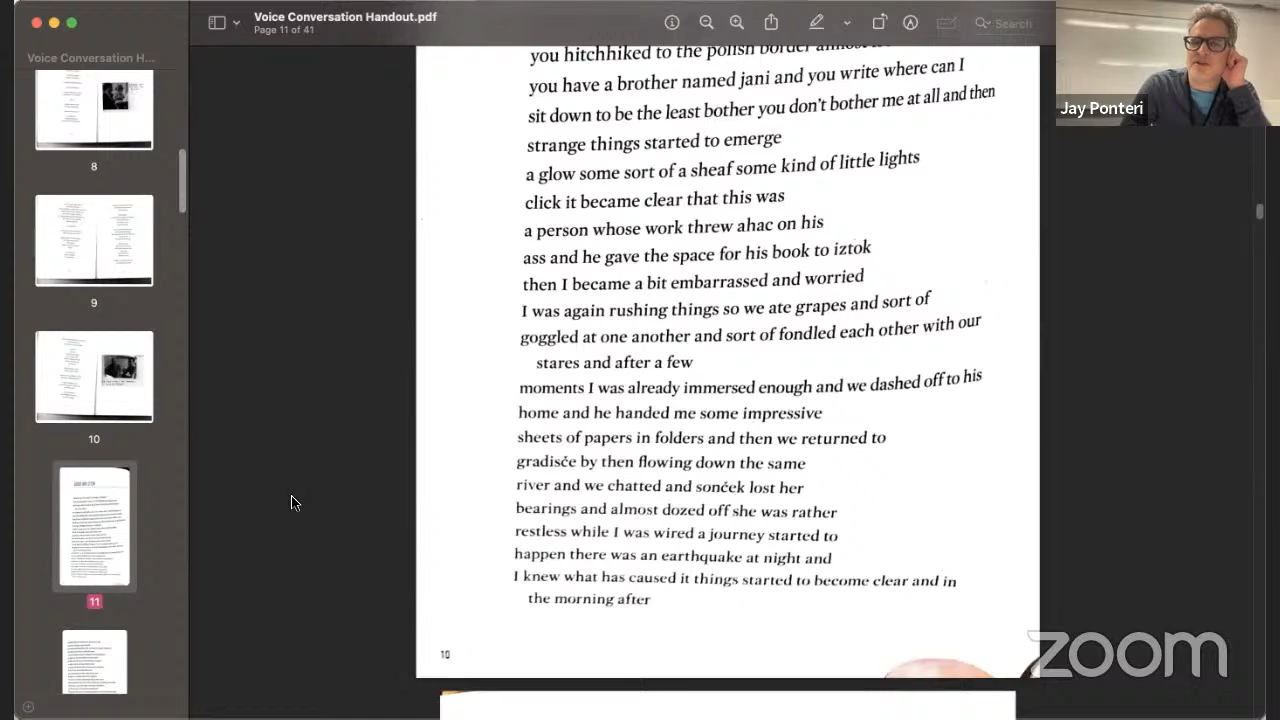 Voice Conversation Handout.pdf
Page 11 of 41
Search
Voice Conversation H...
8
9
10
11
you hitchhiked to the polish border
you have a brother named jani and you write where can I
sit down to be the least bother you don't bother me at all and then
strange things started to emerge
a glow some sort of a sheaf some kind of little lights
click it became clear that this was
a person whose work threw ahern on his
ass and he gave the space for his book to iztok
then I became a bit embarrassed and worried
I was again rushing things so we ate grapes and sort of
goggled at one another and sort of fondled each other with our
stares and after a few
moments I was already immersed enough and we dashed off to his
home and he handed me some impressive
sheets of papers in folders and then we returned to
gradisče by then flowing down the same
river and we chatted and sonček lost her
bearings and almost dozed off she was rather
restless while I was wired a journey started to
happen there was an earthquake at night and
I knew what has caused it things started to become clear and in
the morning after
10
Jay Ponteri
zoom